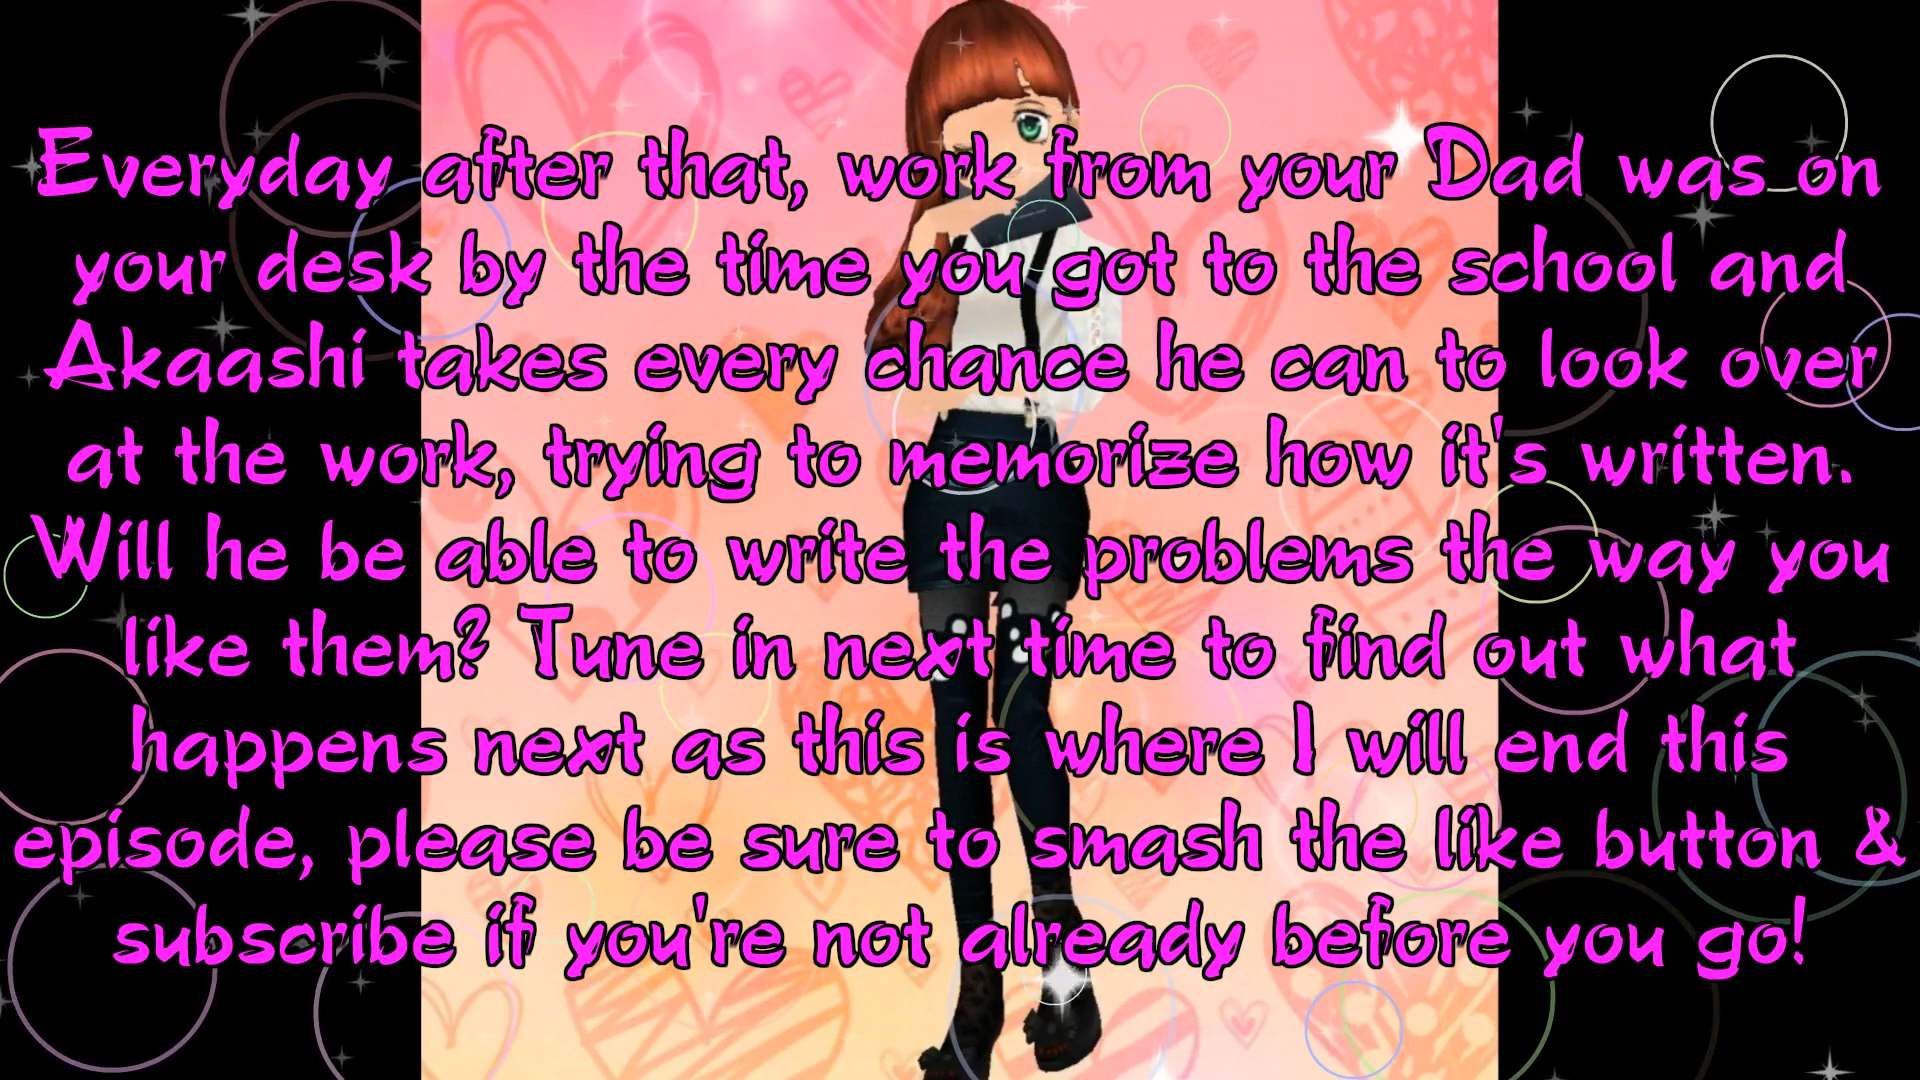 Everyday after that, work from your Dad was on
your desk by the time you got to the school and
Akaashi takes every chance he can to look over
at the work, trying to memorize how it's written.
Will he be able to write the problems the way you
like them? Tune in next time to find out what
happens next as this is where I will end this
episode, please be sure to smash the like button &
subscribe if you're not already before you go!